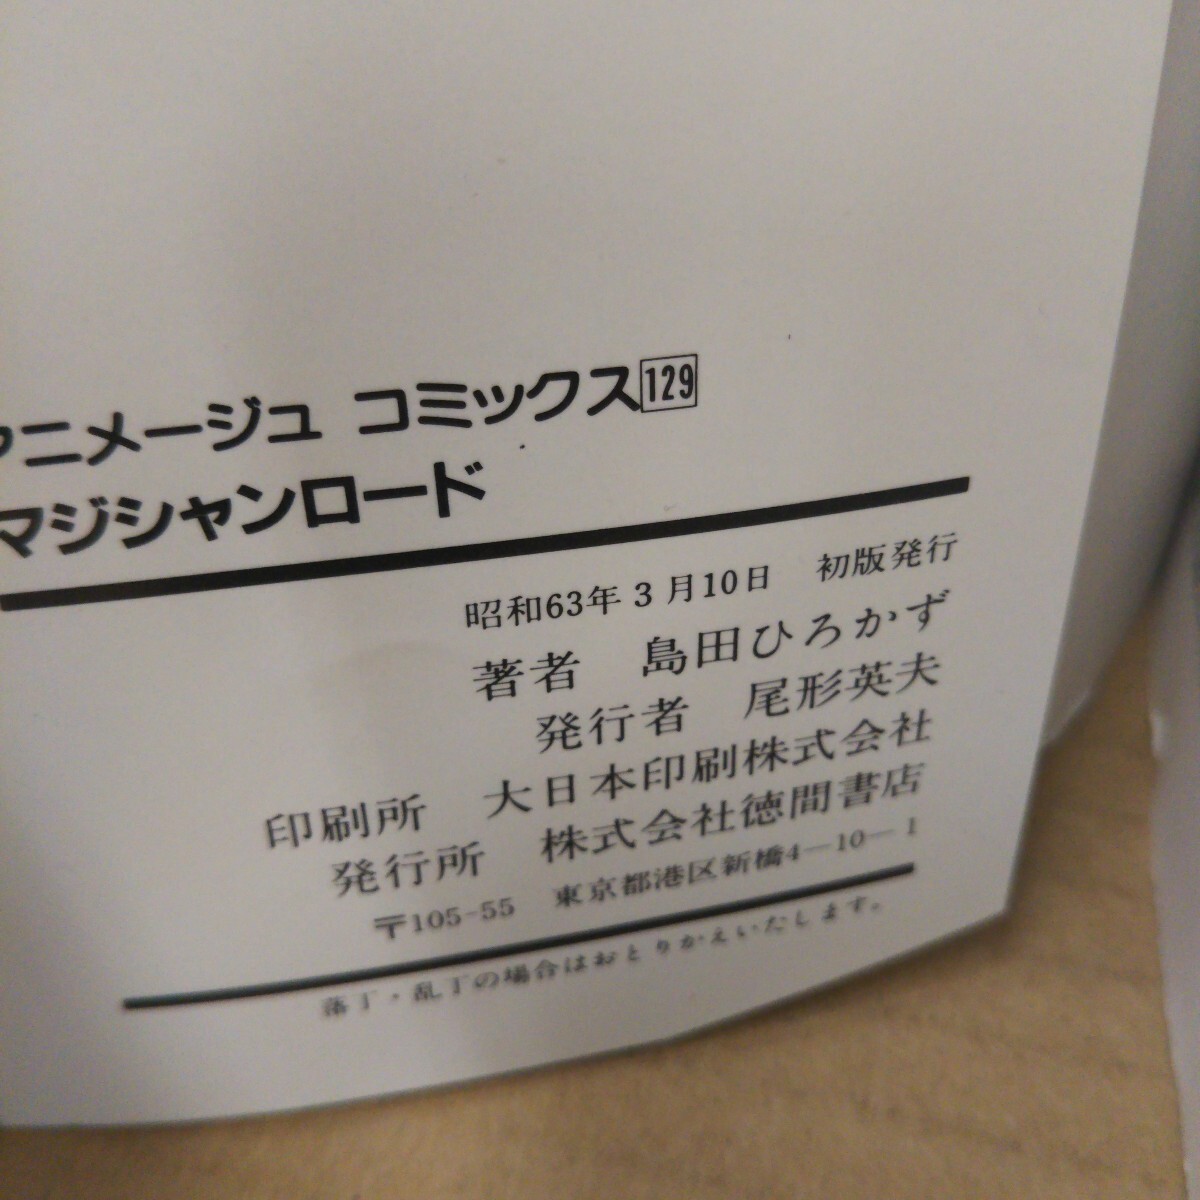 アニメージュ コミックス129
マジシャンロード
昭和63年3月10日　初版発行
著者　島田ひろかず
発行者　尾形英夫
印刷所　大日本印刷株式会社
発行所　株式会社徳間書店
〒105-55　東京都港区新橋4—10—1
落丁・乱丁の場合はおとりかえいたします。